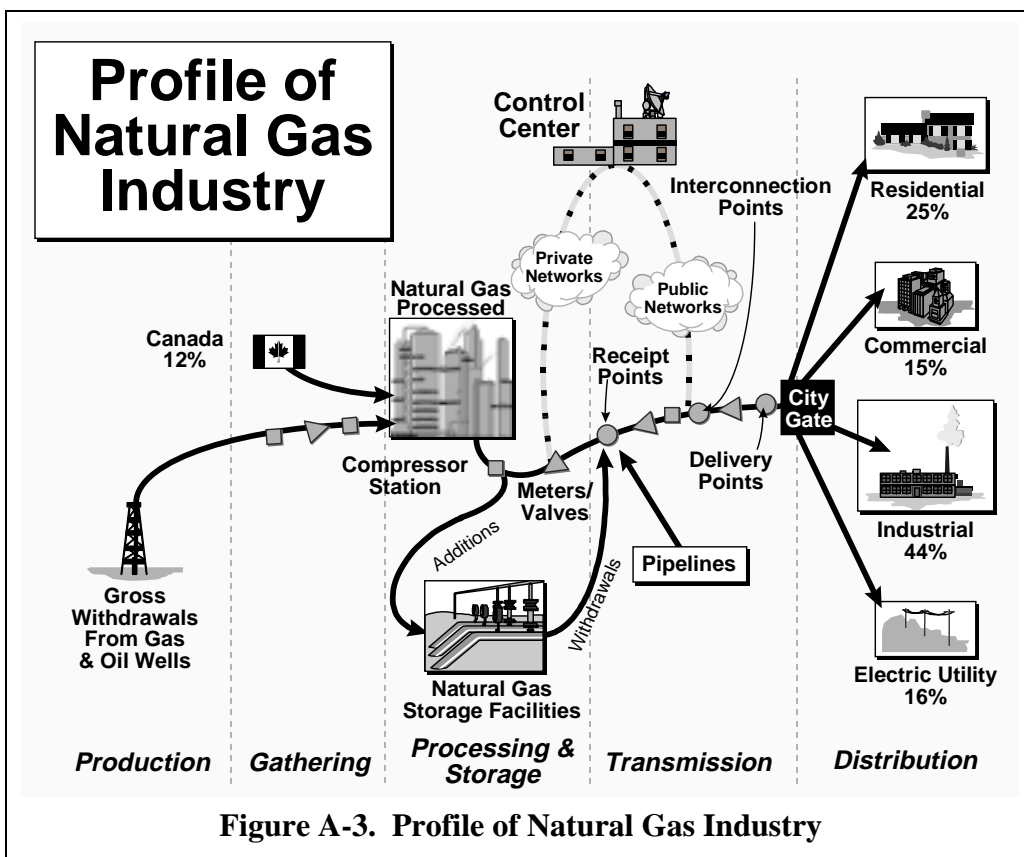 Profile of
Natural Gas
Industry
Control
Center
Interconnection
Points
Private
Networks
Public
Networks
Natural Gas
Processed
Canada
12%
Receipt
Points
Compressor
Station
Meters/
Valves
Delivery
Points
City
Gate
Additions
Withdrawals
Pipelines
Gross
Withdrawals
From Gas
& Oil Wells
Natural Gas
Storage Facilities
Residential
25%
Commercial
15%
Industrial
44%
Electric Utility
16%
Production
Gathering
Processing &
Storage
Transmission
Distribution
Figure A-3. Profile of Natural Gas Industry